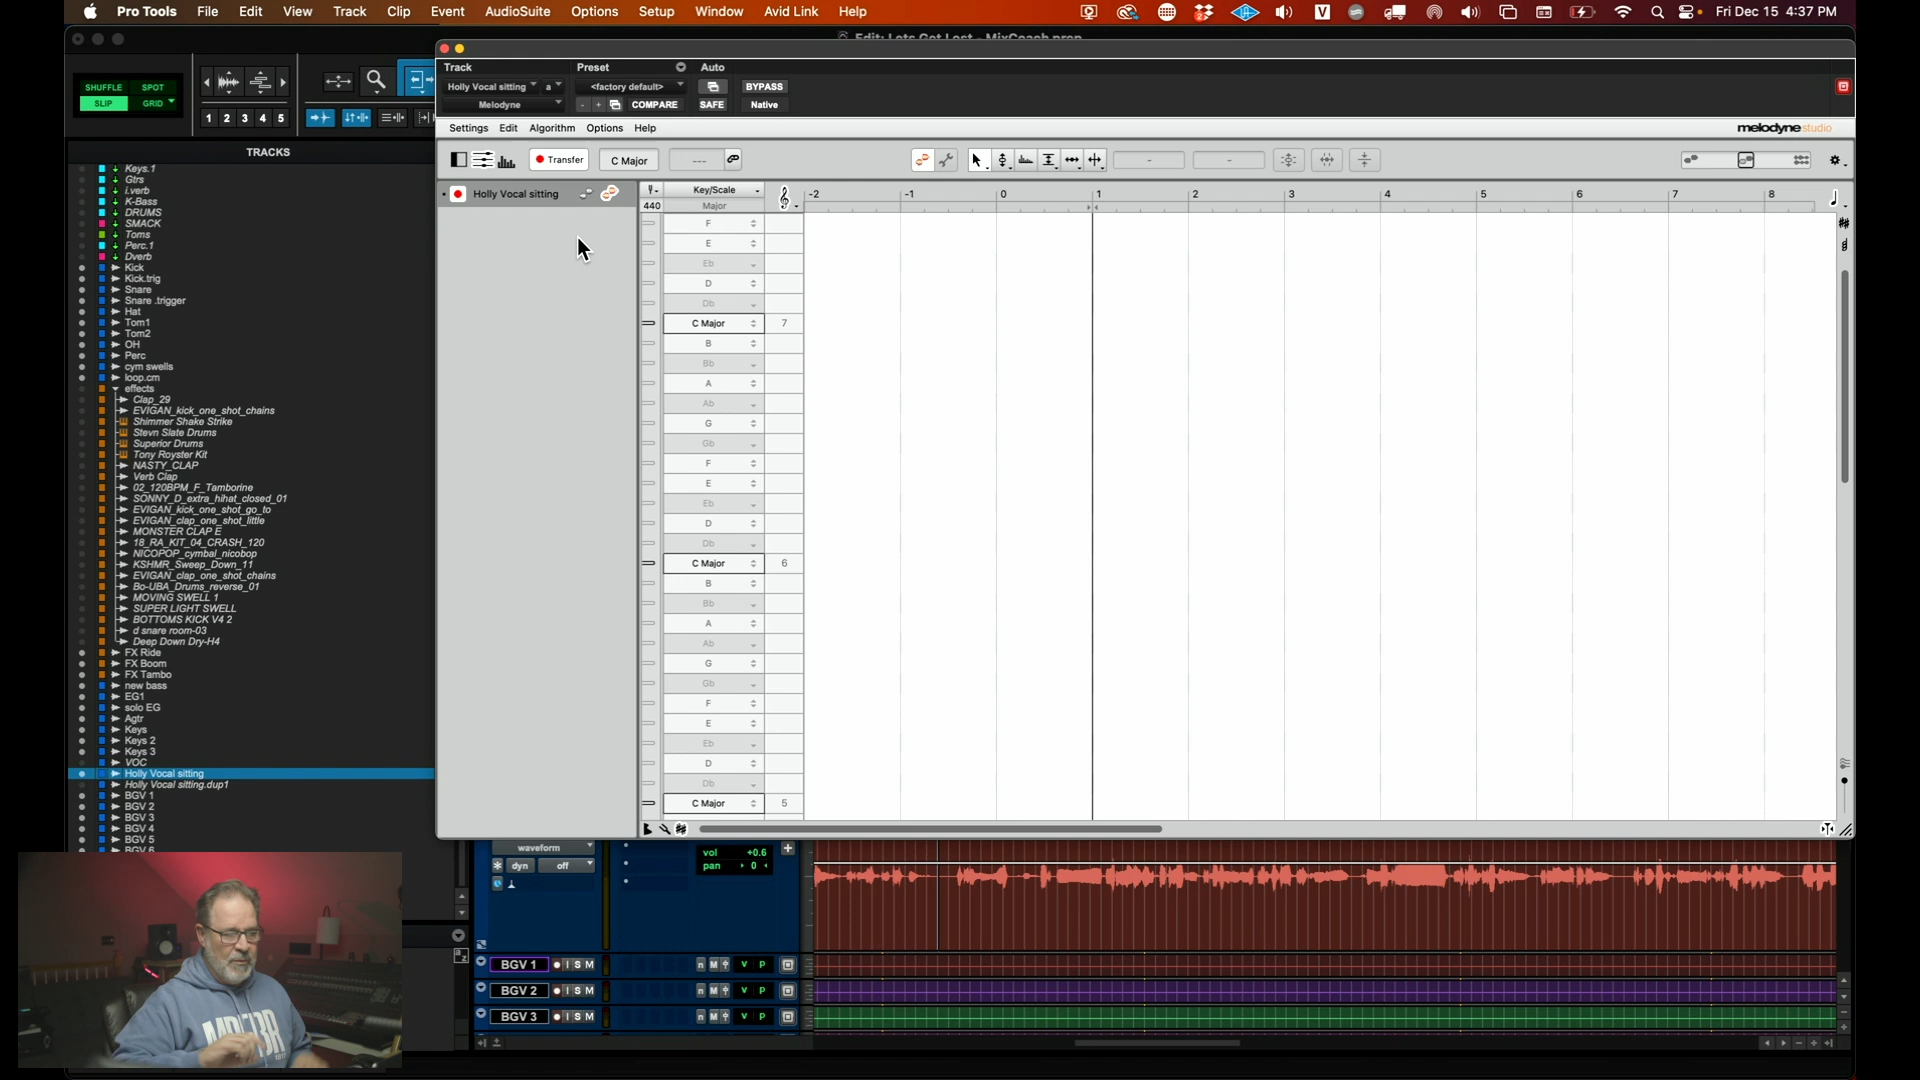 Pro Tools File Edit View Track Clip Event AudioSuite Options Setup Window Avid Link Help Fri Dec 15 4:37 PM
Edit: Lets Get Lost - MixCoach prep
SHUFFLE SPOT
SLIP GRID
1 2 3 4 5
TRACKS
Keys.1
Gtrs
i.verb
K-Bass
DRUMS
SMACK
Toms
Perc.1
Dverb
Kick
Kick.trig
Snare
Snare .trigger
Hat
Tom1
Tom2
OH
Perc
cym swells
loop.cm
effects
Clap_29
EVIGAN_kick_one_shot_chains
Shimmer Shake Strike
Stevn Slate Drums
Superior Drums
Tony Royster Kit
NASTY_CLAP
Verb Clap
02_120BPM_F_Tamborine
SONNY_D_extra_hihat_closed_01
EVIGAN_kick_one_shot_go_to
EVIGAN_clap_one_shot_little
MONSTER CLAP E
18_RA_KIT_04_CRASH_120
NICOPOP_cymbal_nicobop
KSHMR_Sweep_Down_11
EVIGAN_clap_one_shot_chains
Bo-UBA_Drums_reverse_01
MOVING SWELL 1
SUPER LIGHT SWELL
BOTTOMS KICK V4 2
d snare room-03
Deep Down Dry-H4
FX Ride
FX Boom
FX Tambo
new bass
EG1
solo EG
Agtr
Keys
Keys 2
Keys 3
VOC
Holly Vocal sitting
Holly Vocal sitting.dup1
BGV 1
BGV 2
BGV 3
BGV 4
BGV 5
BGV 6
Track Preset Auto
Holly Vocal sitting a <factory default> BYPASS
Melodyne - + COMPARE SAFE Native
Settings Edit Algorithm Options Help melodyne studio
Transfer C Major --- - -
Holly Vocal sitting
Key/Scale
440 Major
-2 -1 0 1 2 3 4 5 6 7 8
F
E
Eb
D
Db
C Major 7
B
Bb
A
Ab
G
Gb
F
E
Eb
D
Db
C Major 6
B
Bb
A
Ab
G
Gb
F
E
Eb
D
Db
C Major 5
waveform
dyn off
vol +0.6
pan 0
BGV 1 I S M n M V P
BGV 2 I S M n M V P
BGV 3 I S M n M V P